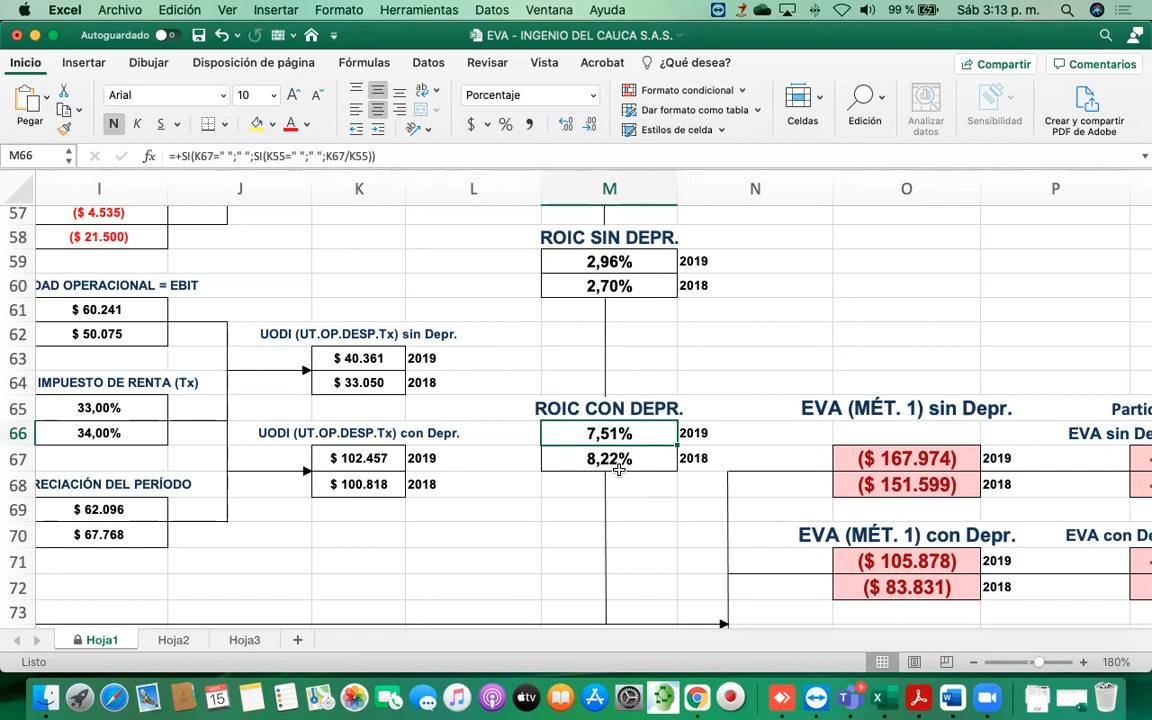 Excel Archivo Edición Ver Insertar Formato Herramientas Datos Ventana Ayuda 99 % Sáb 3:13 p. m.
Autoguardado EVA - INGENIO DEL CAUCA S.A.S.
Inicio Insertar Dibujar Disposición de página Fórmulas Datos Revisar Vista Acrobat ¿Qué desea? Compartir Comentarios
Arial 10 Porcentaje Formato condicional
Dar formato como tabla
Pegar N K S A $ % Estilos de celda Celdas Edición Analizar datos Sensibilidad Crear y compartir PDF de Adobe
M66 fx =+SI(K67=" ";" ";SI(K55=" ";" ";K67/K55))
I J K L M N O P
57 ($ 4.535)
58 ($ 21.500) ROIC SIN DEPR.
59 2,96% 2019
60 DAD OPERACIONAL = EBIT 2,70% 2018
61 $ 60.241
62 $ 50.075 UODI (UT.OP.DESP.Tx) sin Depr.
63 $ 40.361 2019
64 IMPUESTO DE RENTA (Tx) $ 33.050 2018
65 33,00% ROIC CON DEPR. EVA (MÉT. 1) sin Depr. Partic
66 34,00% UODI (UT.OP.DESP.Tx) con Depr. 7,51% 2019 EVA sin De
67 $ 102.457 2019 8,22% 2018 ($ 167.974) 2019
68 RECIACIÓN DEL PERÍODO $ 100.818 2018 ($ 151.599) 2018
69 $ 62.096
70 $ 67.768 EVA (MÉT. 1) con Depr. EVA con De
71 ($ 105.878) 2019
72 ($ 83.831) 2018
73
Hoja1 Hoja2 Hoja3
Listo 180%
MAY 15 tv 9